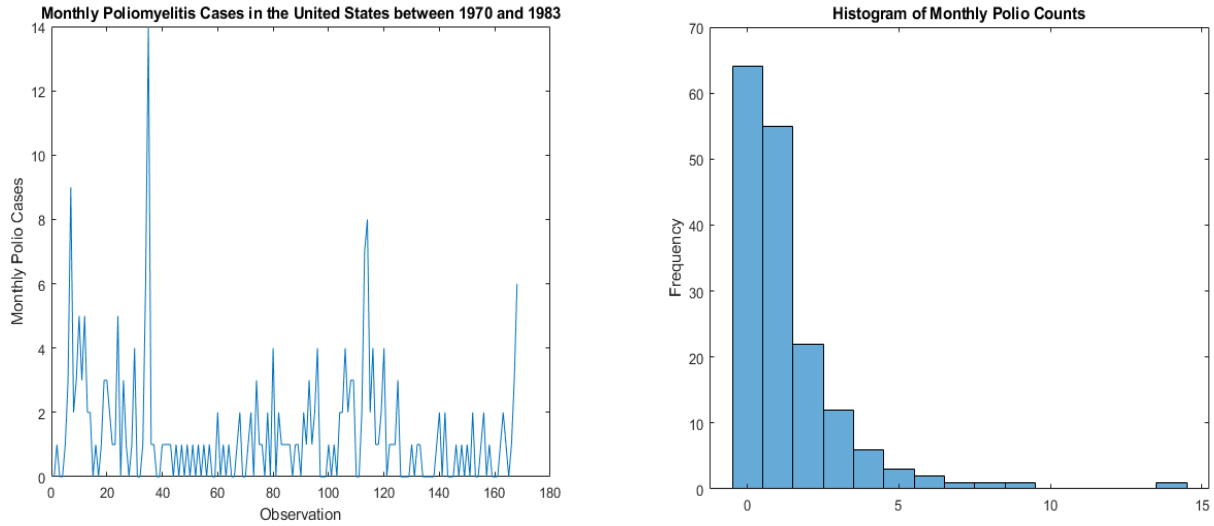 Monthly Poliomyelitis Cases in the United States between 1970 and 1983
14
12
10
8
6
4
2
0
Monthly Polio Cases
0 20 40 60 80 100 120 140 160 180
Observation
Histogram of Monthly Polio Counts
70
60
50
40
30
20
10
0
Frequency
0 5 10 15